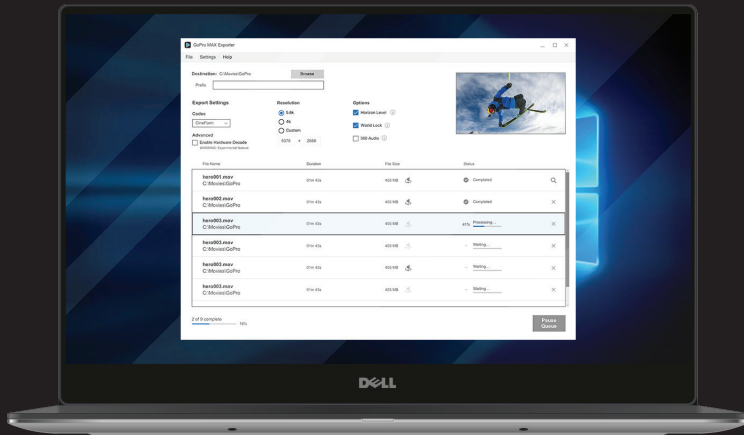 GoPro MAX Exporter
File Settings Help
Destination: C:\Movies\GoPro Browse
Prefix
Export Settings Resolution Options
Codec 5.6k Horizon Level
CineForm 4k World Lock
Advanced Custom 360 Audio
Enable Hardware Decode 5376 × 2688
WARNING: Experimental feature
File Name Duration File Size Status
hero001.mov
C:\Movies\GoPro 01m 43s 403 MB Completed
hero002.mov
C:\Movies\GoPro 01m 43s 403 MB Completed
hero003.mov
C:\Movies\GoPro 01m 43s 403 MB 41% Processing...
hero003.mov
C:\Movies\GoPro 01m 43s 403 MB Waiting...
hero003.mov
C:\Movies\GoPro 01m 43s 403 MB Waiting...
hero003.mov
C:\Movies\GoPro 01m 43s 403 MB Waiting...
2 of 9 complete
Pause
Queue
DELL